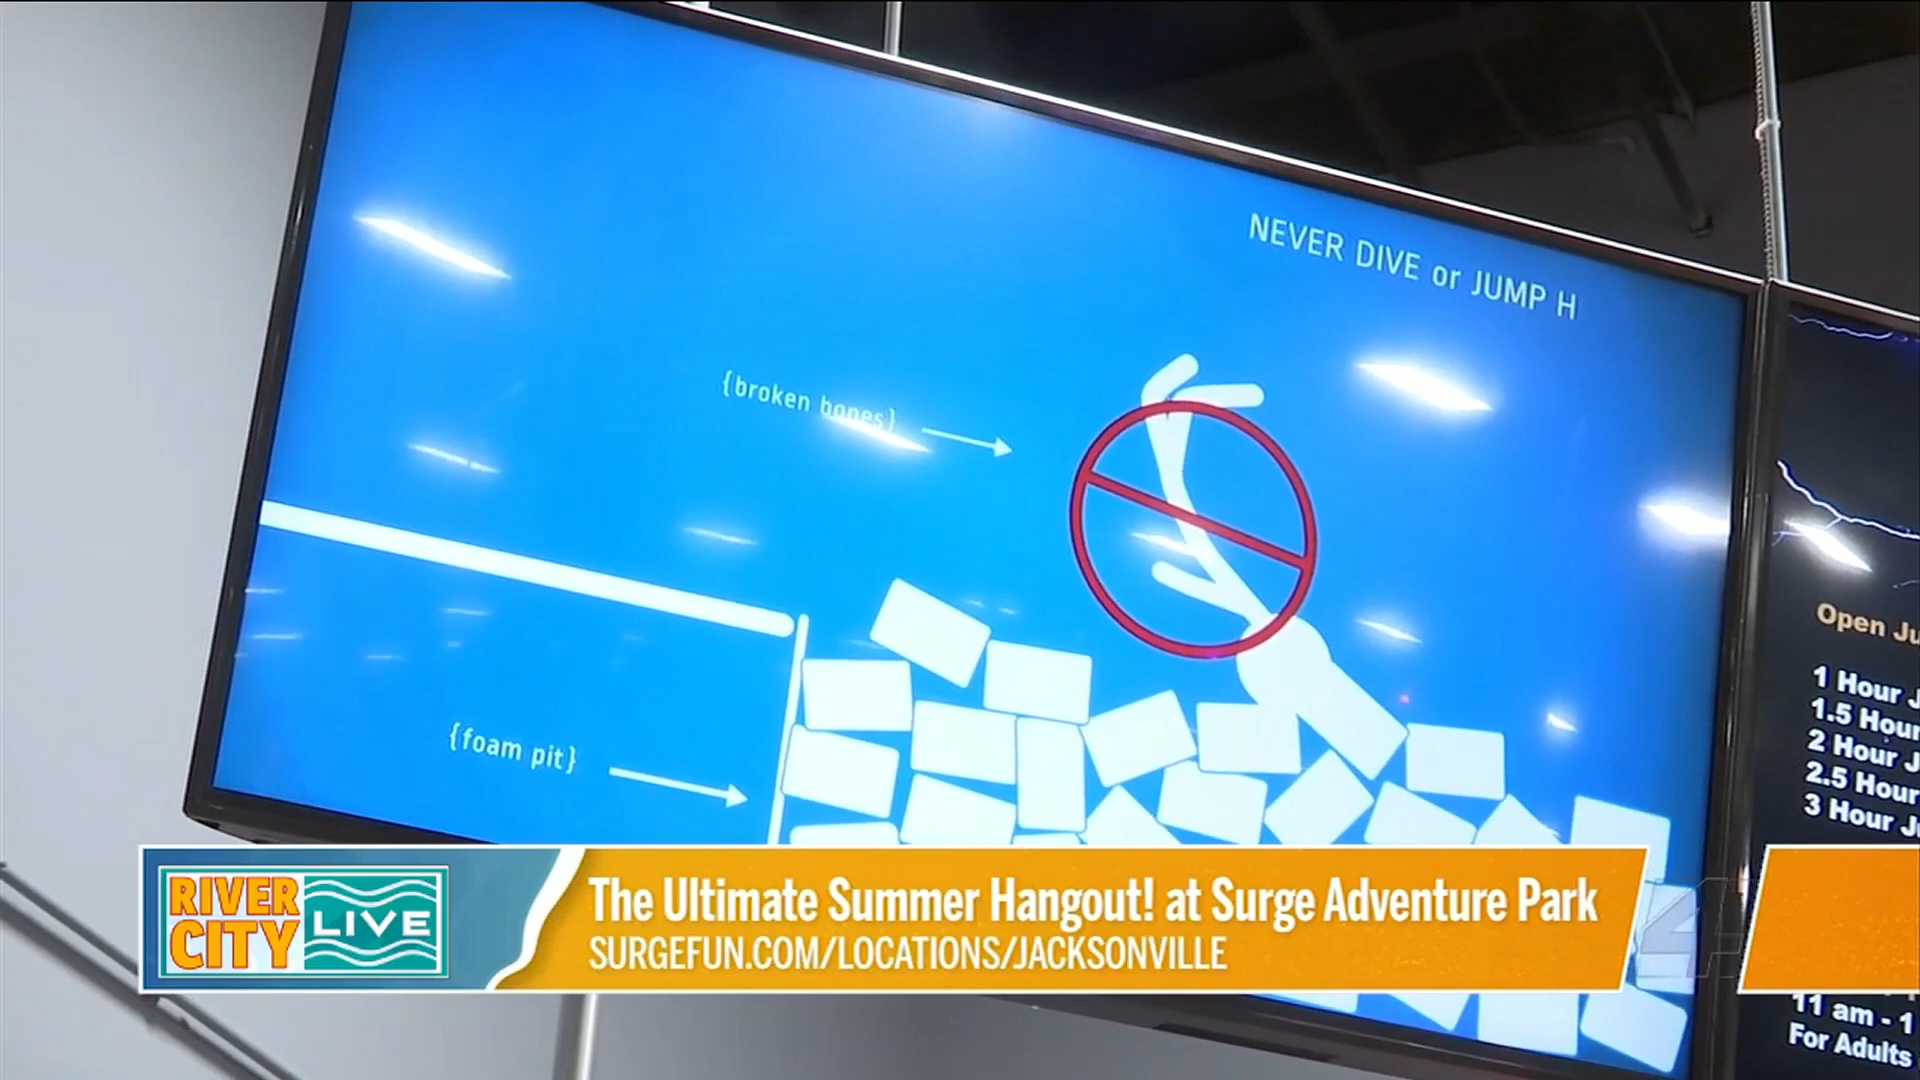 NEVER DIVE or JUMP H
{broken bones}
{foam pit}
Open Ju
1 Hour J
1.5 Hour
2 Hour J
2.5 Hour
3 Hour Ju
11 am - 1
For Adults
RIVER
CITY
LIVE
The Ultimate Summer Hangout! at Surge Adventure Park
SURGEFUN.COM/LOCATIONS/JACKSONVILLE
4